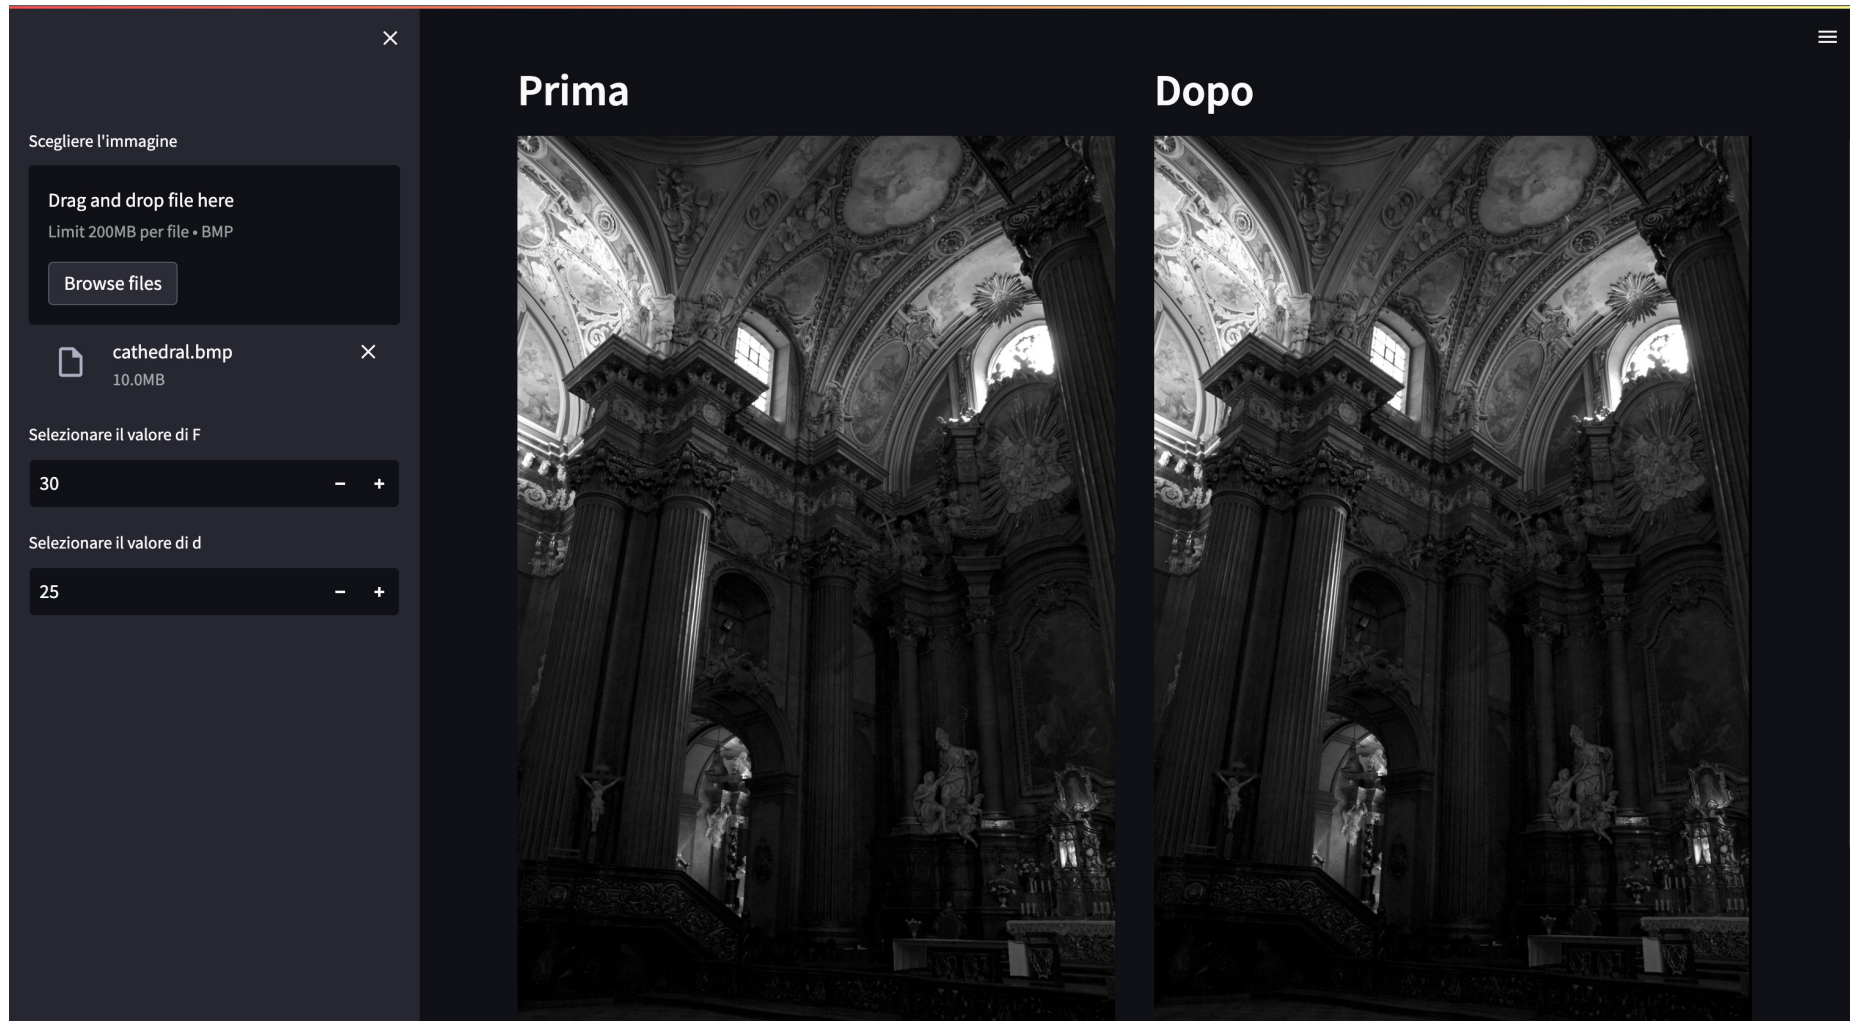 Scegliere l'immagine
Drag and drop file here
Limit 200MB per file • BMP
Browse files
cathedral.bmp
10.0MB
Selezionare il valore di F
30
Selezionare il valore di d
25
Prima
Dopo